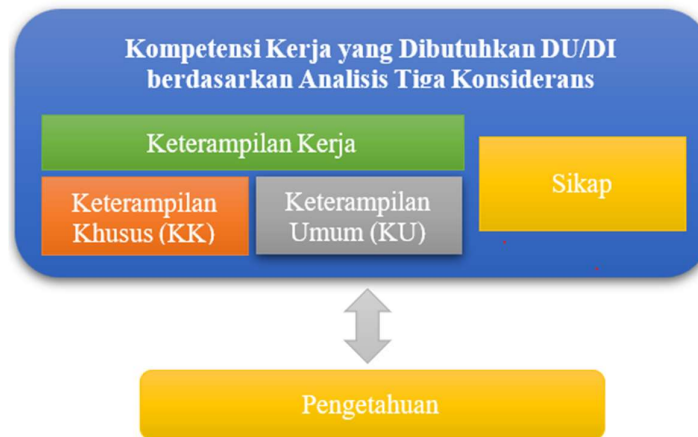 Kompetensi Kerja yang Dibutuhkan DU/DI
berdasarkan Analisis Tiga Konsiderans
Keterampilan Kerja
Keterampilan
Khusus (KK)
Keterampilan
Umum (KU)
Sikap
Pengetahuan